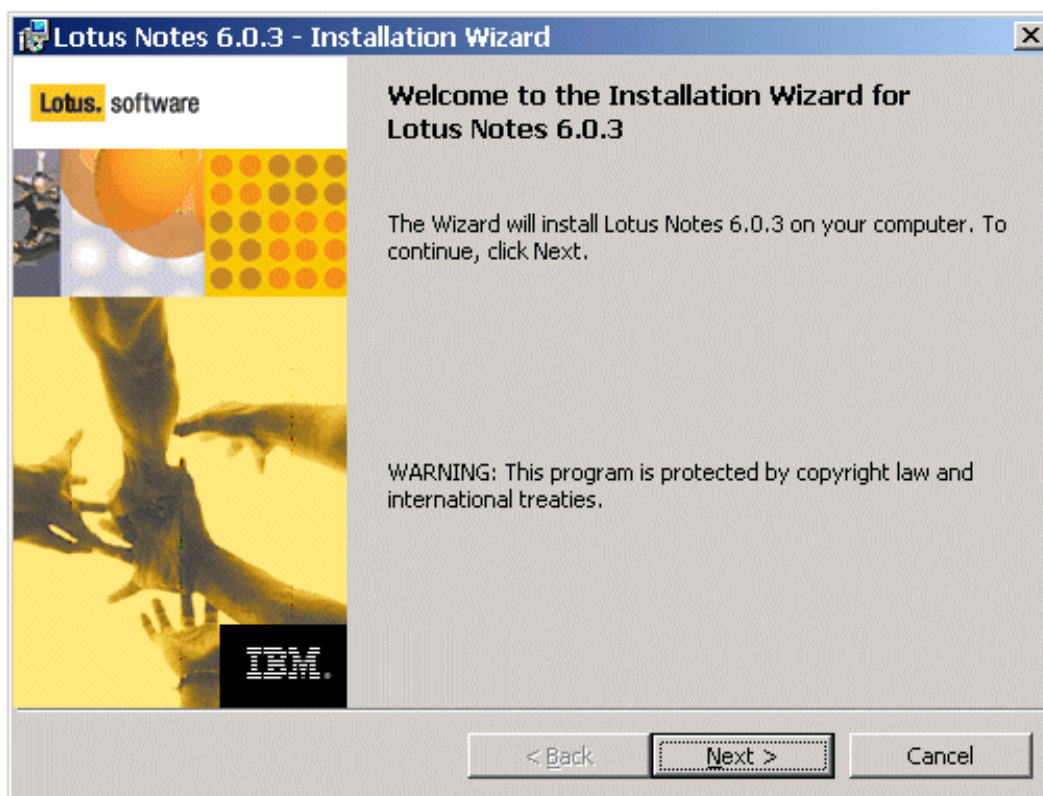 Lotus Notes 6.0.3 - Installation Wizard
Lotus. software
Welcome to the Installation Wizard for
Lotus Notes 6.0.3
The Wizard will install Lotus Notes 6.0.3 on your computer. To
continue, click Next.
WARNING: This program is protected by copyright law and
international treaties.
IBM.
< Back
Next >
Cancel